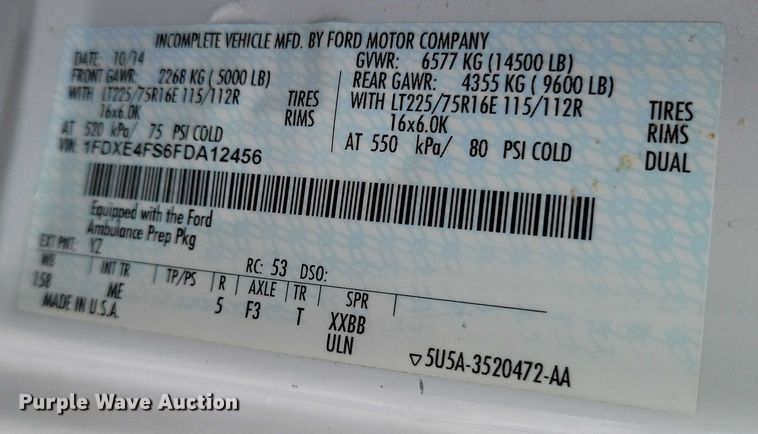 INCOMPLETE VEHICLE MFD. BY FORD MOTOR COMPANY
DATE: 10/14 GVWR: 6577 KG (14500 LB)
FRONT GAWR: 2268 KG ( 5000 LB) REAR GAWR: 4355 KG ( 9600 LB)
WITH LT225/75R16E 115/112R TIRES WITH LT225/75R16E 115/112R TIRES
16x6.0K RIMS 16x6.0K RIMS
AT 520 kPa/ 75 PSI COLD AT 550 kPa/ 80 PSI COLD DUAL
VIN: 1FDXE4FS6FDA12456
Equipped with the Ford
Ambulance Prep Pkg
EXT PNT: YZ RC: 53 DSO:
WB INT TR TP/PS R AXLE TR SPR
158 ME 5 F3 T XXBB
MADE IN U.S.A. ULN
▽5U5A-3520472-AA
Purple Wave Auction